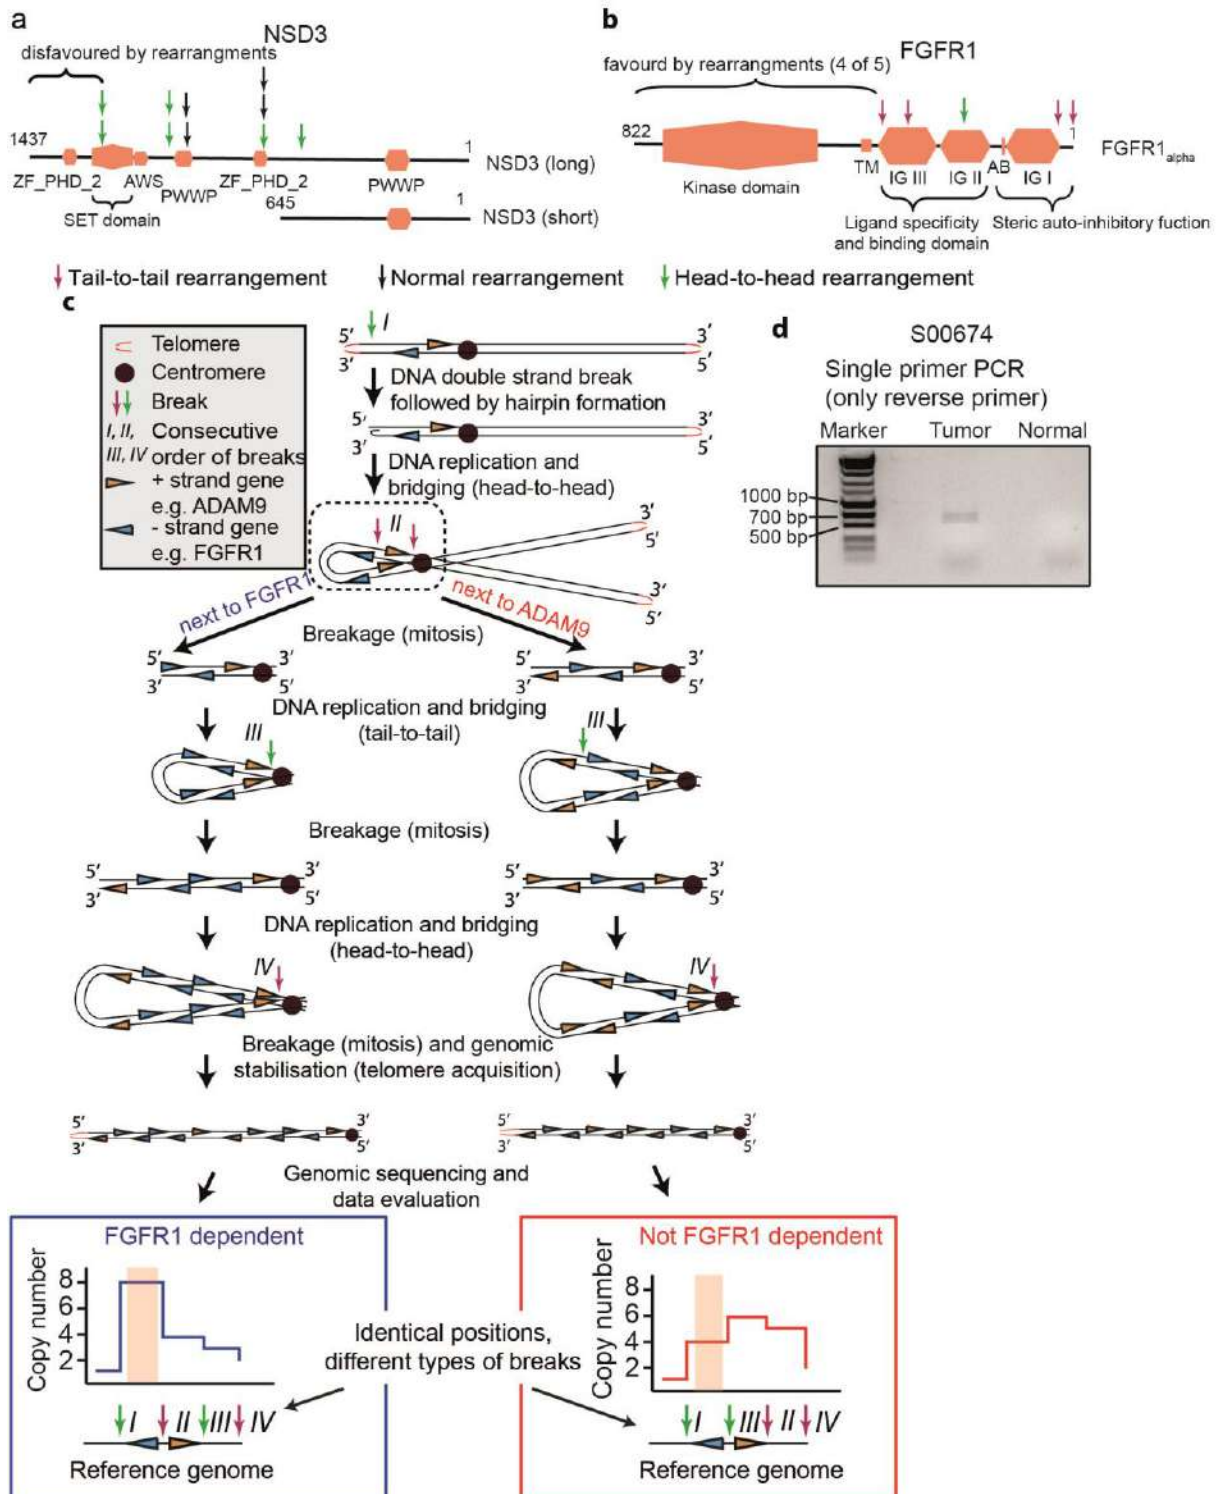 a
NSD3
disfavoured by rearrangments
1437
1
NSD3 (long)
ZF_PHD_2
AWS
PWWP
ZF_PHD_2
PWWP
SET domain
645
1
NSD3 (short)
b
FGFR1
favourd by rearrangments (4 of 5)
822
1
FGFR1alpha
Kinase domain
TM
IG III
IG II
AB
IG I
Ligand specificity
and binding domain
Steric auto-inhibitory fuction
Tail-to-tail rearrangement
Normal rearrangement
Head-to-head rearrangement
c
Telomere
Centromere
Break
I, II,
III, IV
Consecutive
order of breaks
+ strand gene
e.g. ADAM9
- strand gene
e.g. FGFR1
I
5'
3'
3'
5'
DNA double strand break
followed by hairpin formation
5'
3'
3'
5'
DNA replication and
bridging (head-to-head)
II
3'
5'
3'
5'
next to FGFR1
next to ADAM9
Breakage (mitosis)
5'
3'
3'
5'
5'
3'
3'
5'
DNA replication and bridging
(tail-to-tail)
III
III
Breakage (mitosis)
5'
3'
3'
5'
5'
3'
3'
5'
DNA replication and bridging
(head-to-head)
IV
IV
Breakage (mitosis) and genomic
stabilisation (telomere acquisition)
5'
3'
3'
5'
5'
3'
3'
5'
Genomic sequencing and
data evaluation
FGFR1 dependent
Copy number
8
6
4
2
I
II
III
IV
Reference genome
Identical positions,
different types of breaks
Not FGFR1 dependent
Copy number
8
6
4
2
I
III
II
IV
Reference genome
d
S00674
Single primer PCR
(only reverse primer)
Marker
Tumor
Normal
1000 bp
700 bp
500 bp